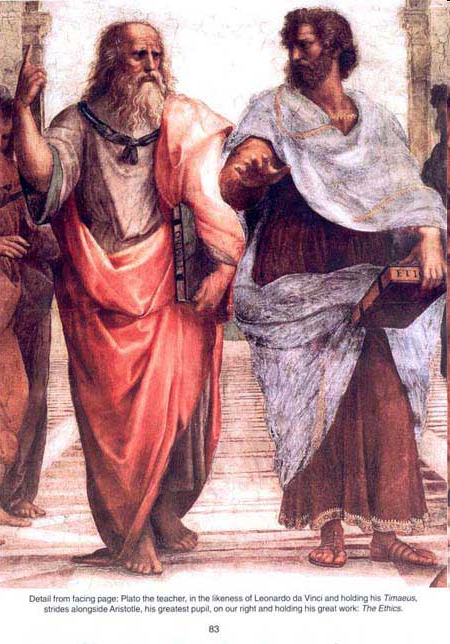 ETIC
Detail from facing page: Plato the teacher, in the likeness of Leonardo da Vinci and holding his Timaeus,
strides alongside Aristotle, his greatest pupil, on our right and holding his great work: The Ethics.
83